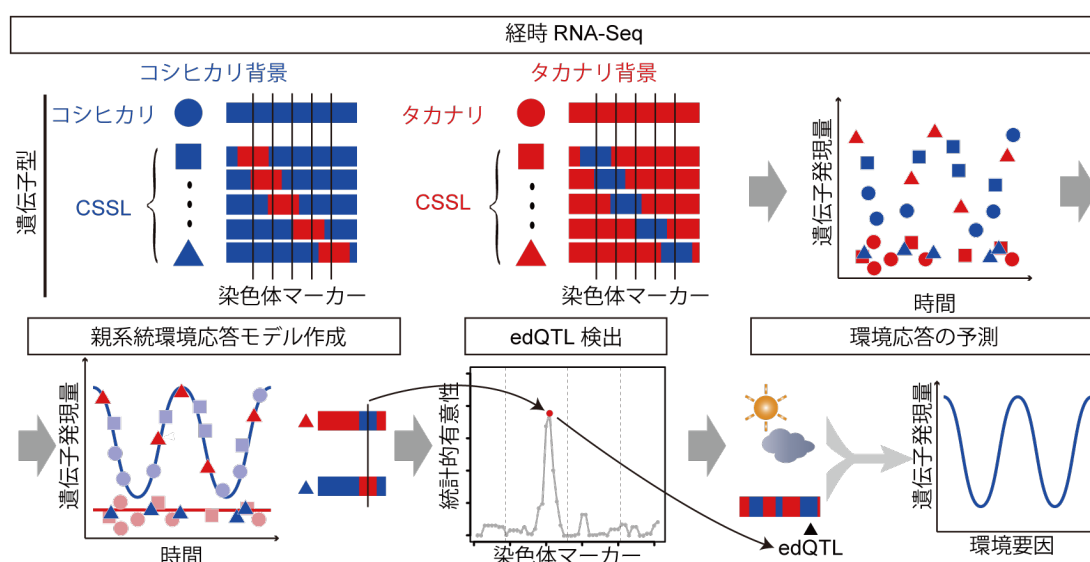 経時 RNA-Seq
コシヒカリ背景
タカナリ背景
遺伝子型
コシヒカリ
タカナリ
CSSL
CSSL
染色体マーカー
染色体マーカー
遺伝子発現量
時間
親系統環境応答モデル作成
edQTL 検出
環境応答の予測
遺伝子発現量
時間
統計的有意性
染色体マーカー
edQTL
遺伝子発現量
環境要因